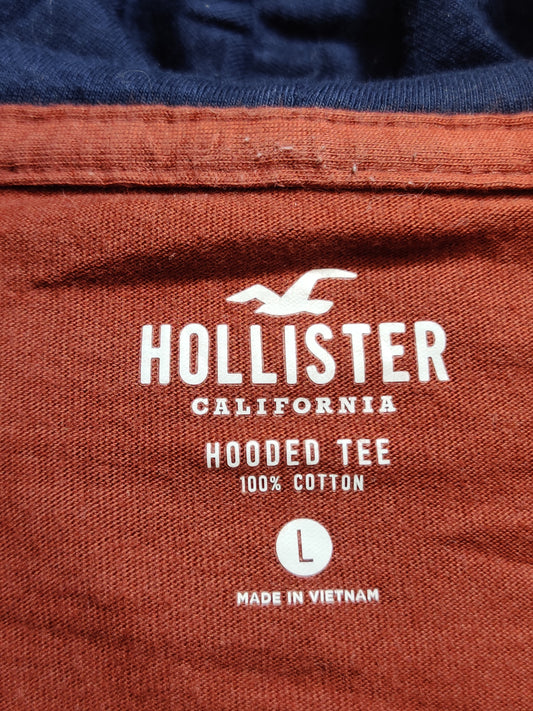 HOLLISTER
CALIFORNIA
HOODED TEE
100% COTTON
L
MADE IN VIETNAM